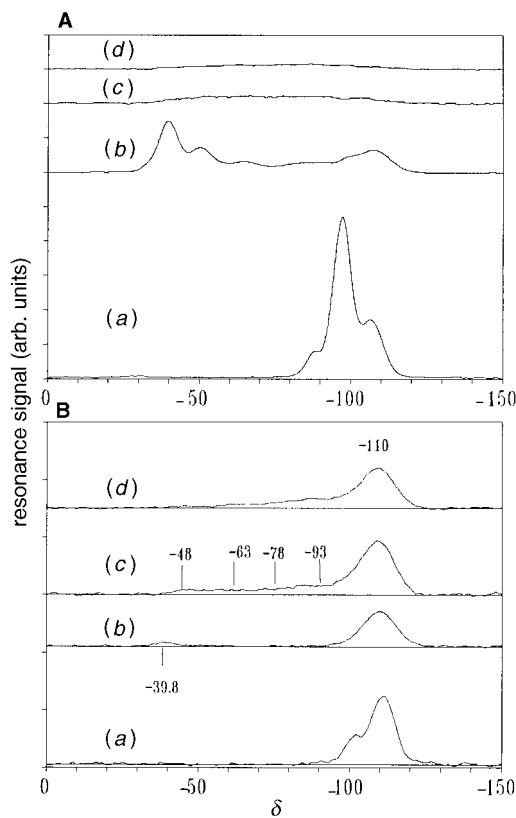 A
(d)
(c)
(b)
(a)
0
-50
-100
-150
resonance signal (arb. units)
B
-110
(d)
-48
-63
-78
-93
(c)
(b)
-39.8
(a)
0
-50
-100
-150
δ